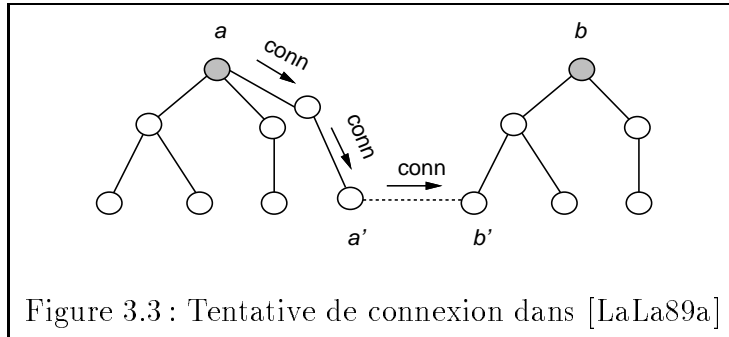 a
b
conn
conn
conn
a'
b'
Figure 3.3 : Tentative de connexion dans [LaLa89a]